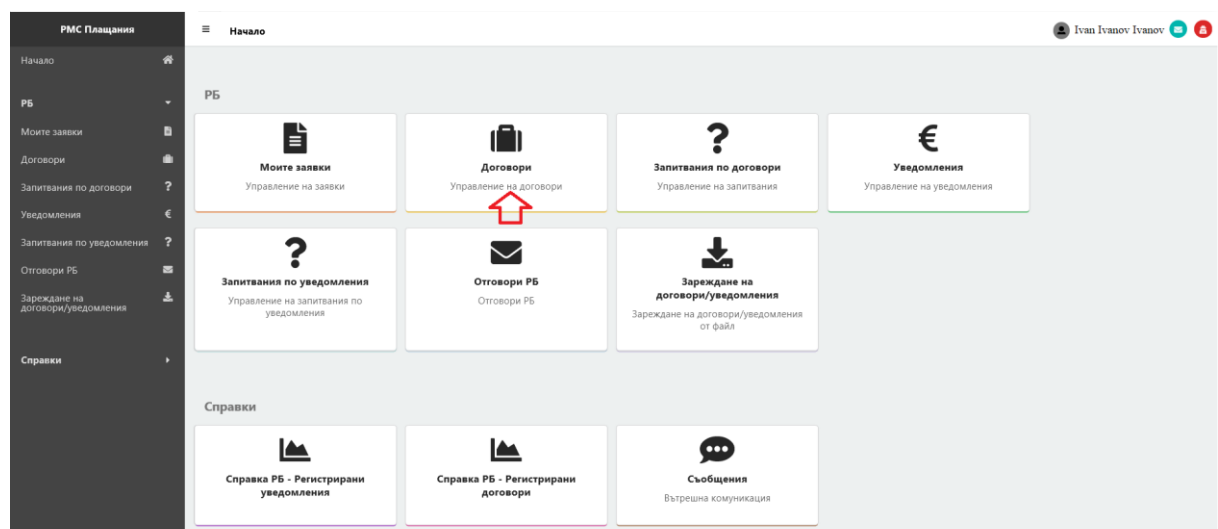 РМС Плащания
Начало
Ivan Ivanov Ivanov
Начало
РБ
Моите заявки
Договори
Запитвания по договори
Уведомления
Запитвания по уведомления
Отговори РБ
Зареждане на
договори/уведомления
Справки
РБ
Моите заявки
Управление на заявки
Договори
Управление на договори
Запитвания по договори
Управление на запитвания
Уведомления
Управление на уведомления
Запитвания по уведомления
Управление на запитвания по
уведомления
Отговори РБ
Отговори РБ
Зареждане на
договори/уведомления
Зареждане на договори/уведомления
от файл
Справки
Справка РБ - Регистрирани
уведомления
Справка РБ - Регистрирани
договори
Съобщения
Вътрешна комуникация